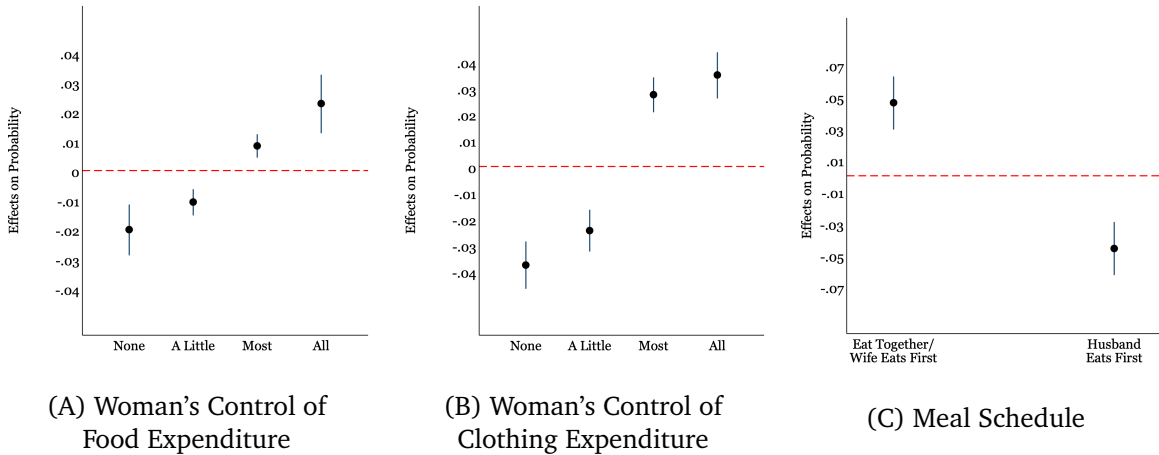 Effects on Probability
.04
.03
.02
.01
0
-.01
-.02
-.03
-.04
None A Little Most All
(A) Woman's Control of
Food Expenditure
Effects on Probability
.04
.03
.02
.01
0
-.01
-.02
-.03
-.04
None A Little Most All
(B) Woman's Control of
Clothing Expenditure
Effects on Probability
.07
.05
.03
.01
-.01
-.03
-.05
-.07
Eat Together/
Wife Eats First
Husband
Eats First
(C) Meal Schedule